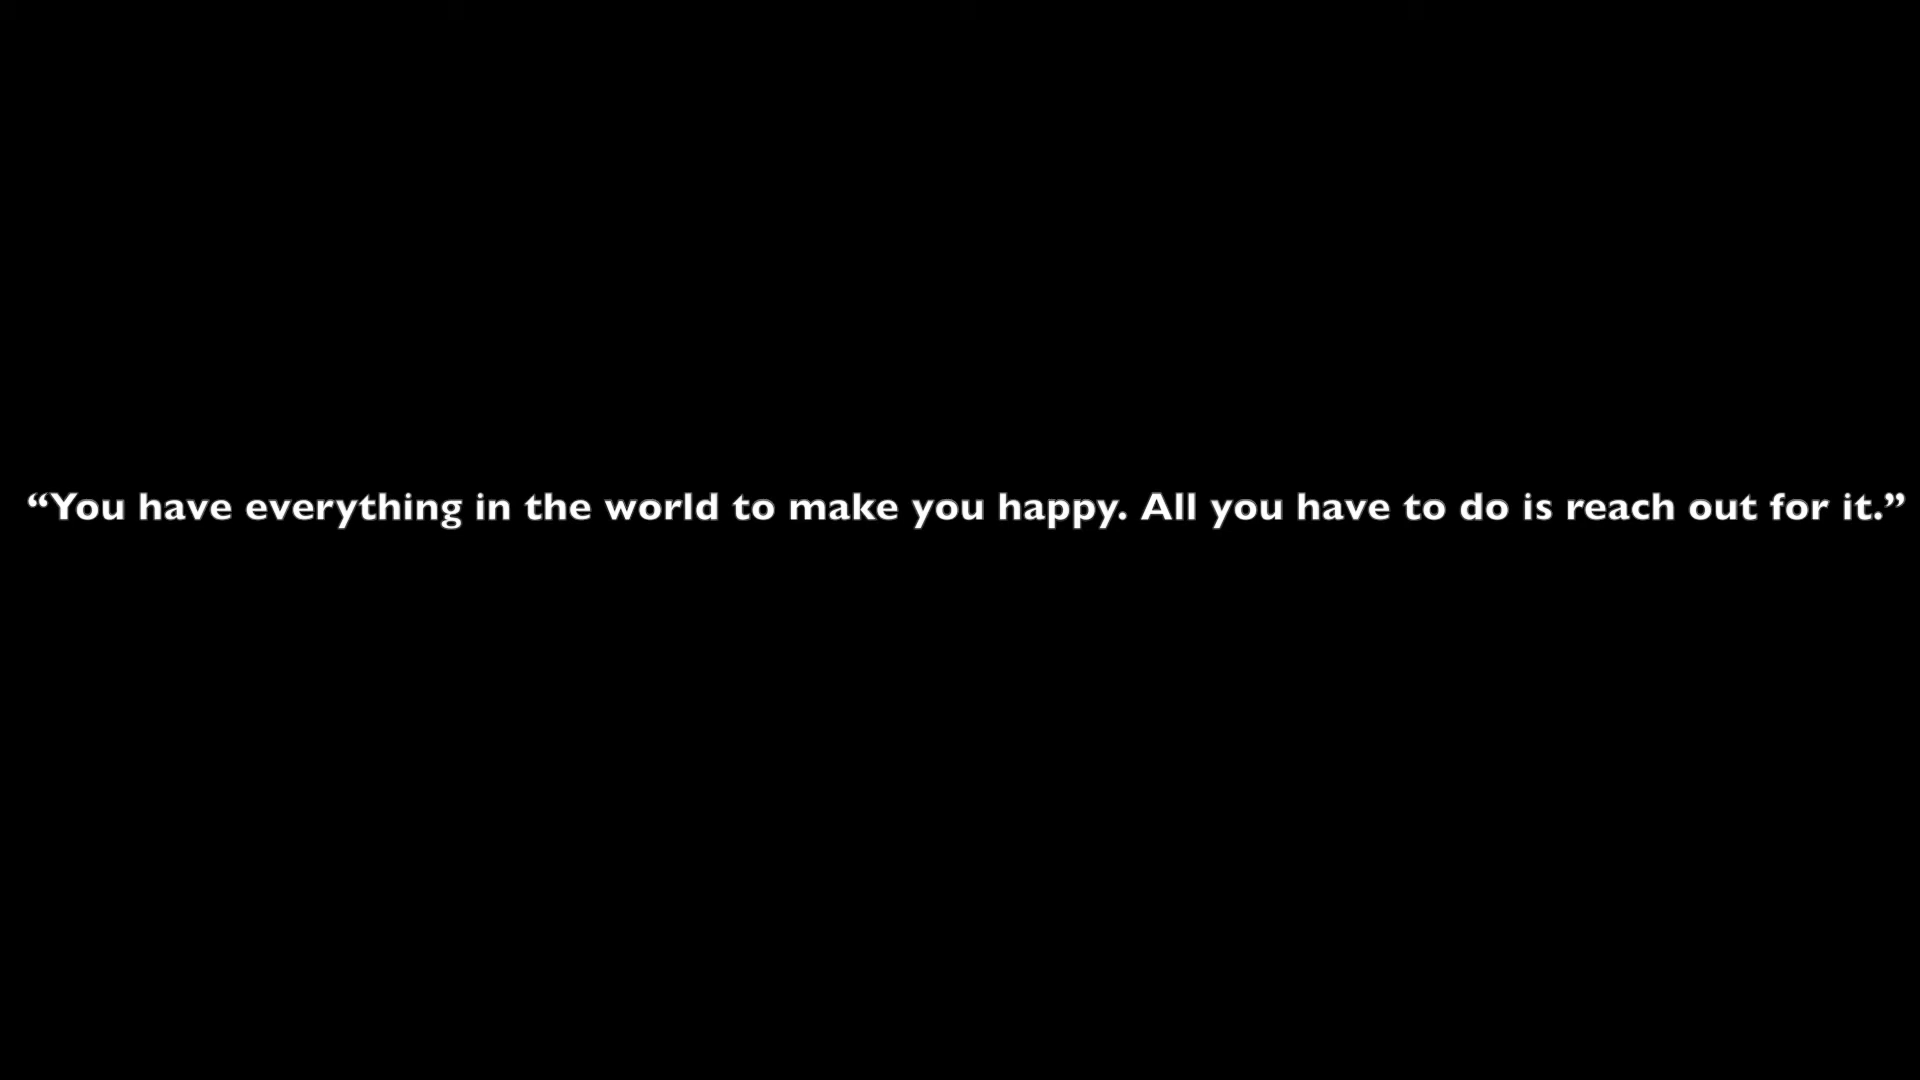 “You have everything in the world to make you happy. All you have to do is reach out for it.”